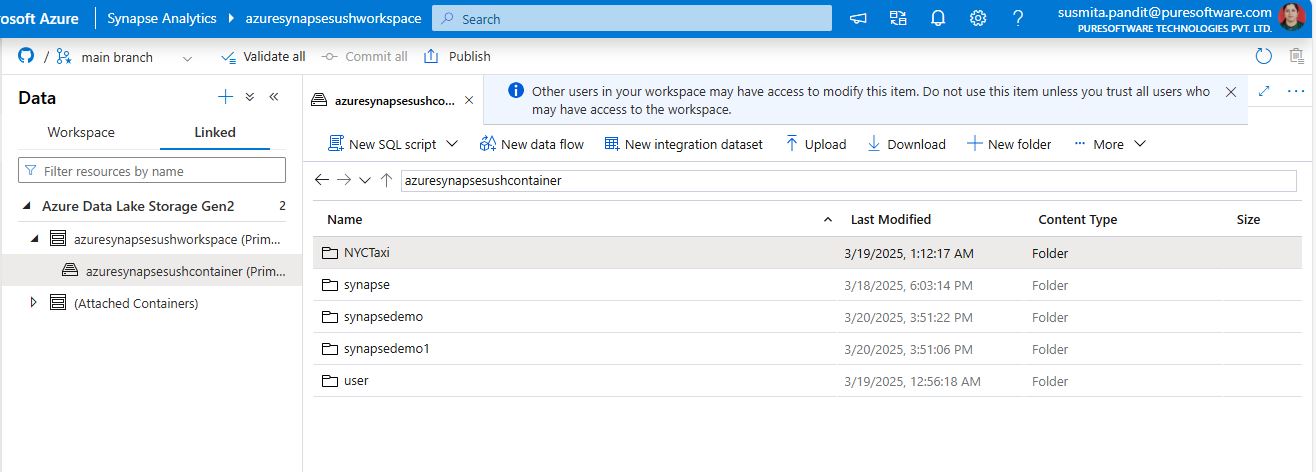 rosoft Azure Synapse Analytics azuresynapsesushworkspace Search susmita.pandit@puresoftware.com
PURESOFTWARE TECHNOLOGIES PVT. LTD.
/ main branch Validate all Commit all Publish
Data
Workspace Linked
Filter resources by name
Azure Data Lake Storage Gen2 2
azuresynapsesushworkspace (Prim...
azuresynapsesushcontainer (Prim...
(Attached Containers)
azuresynapsesushco...
Other users in your workspace may have access to modify this item. Do not use this item unless you trust all users who
may have access to the workspace.
New SQL script New data flow New integration dataset Upload Download New folder More
azuresynapsesushcontainer
Name Last Modified Content Type Size
NYCTaxi 3/19/2025, 1:12:17 AM Folder
synapse 3/18/2025, 6:03:14 PM Folder
synapsedemo 3/20/2025, 3:51:22 PM Folder
synapsedemo1 3/20/2025, 3:51:06 PM Folder
user 3/19/2025, 12:56:18 AM Folder